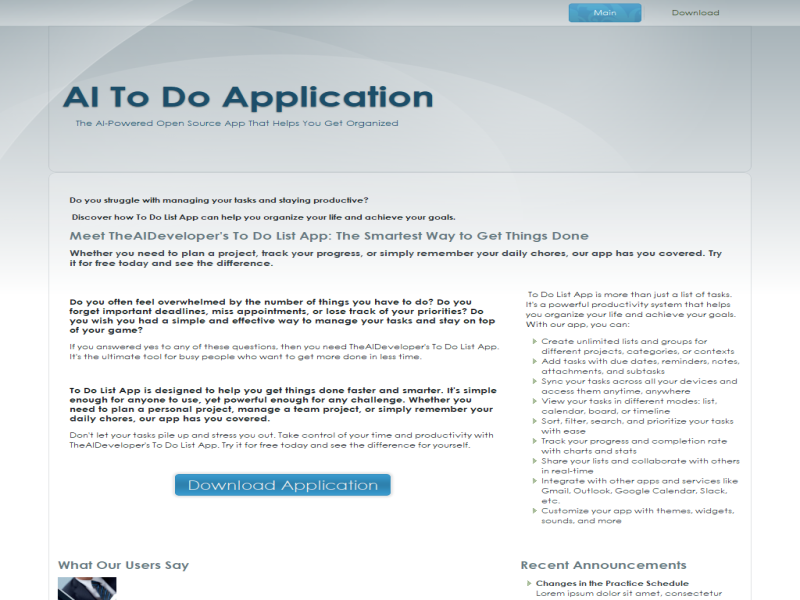 Main
Download
AI To Do Application
The AI-Powered Open Source App That Helps You Get Organized
Do you struggle with managing your tasks and staying productive?
Discover how To Do List App can help you organize your life and achieve your goals.
Meet TheAIDeveloper's To Do List App: The Smartest Way to Get Things Done
Whether you need to plan a project, track your progress, or simply remember your daily chores, our app has you covered. Try
it for free today and see the difference.
Do you often feel overwhelmed by the number of things you have to do? Do you
forget important deadlines, miss appointments, or lose track of your priorities? Do
you wish you had a simple and effective way to manage your tasks and stay on top
of your game?
If you answered yes to any of these questions, then you need TheAIDeveloper's To Do List App.
It's the ultimate tool for busy people who want to get more done in less time.
To Do List App is designed to help you get things done faster and smarter. It's simple
enough for anyone to use, yet powerful enough for any challenge. Whether you
need to plan a personal project, manage a team project, or simply remember your
daily chores, our app has you covered.
Don't let your tasks pile up and stress you out. Take control of your time and productivity with
TheAIDeveloper's To Do List App. Try it for free today and see the difference for yourself.
Download Application
To Do List App is more than just a list of tasks.
It's a powerful productivity system that helps
you organize your life and achieve your goals.
With our app, you can:
Create unlimited lists and groups for
different projects, categories, or contexts
Add tasks with due dates, reminders, notes,
attachments, and subtasks
Sync your tasks across all your devices and
access them anytime, anywhere
View your tasks in different modes: list,
calendar, board, or timeline
Sort, filter, search, and prioritize your tasks
with ease
Track your progress and completion rate
with charts and stats
Share your lists and collaborate with others
in real-time
Integrate with other apps and services like
Gmail, Outlook, Google Calendar, Slack,
etc.
Customize your app with themes, widgets,
sounds, and more
What Our Users Say
Recent Announcements
Changes in the Practice Schedule
Lorem ipsum dolor sit amet, consectetur